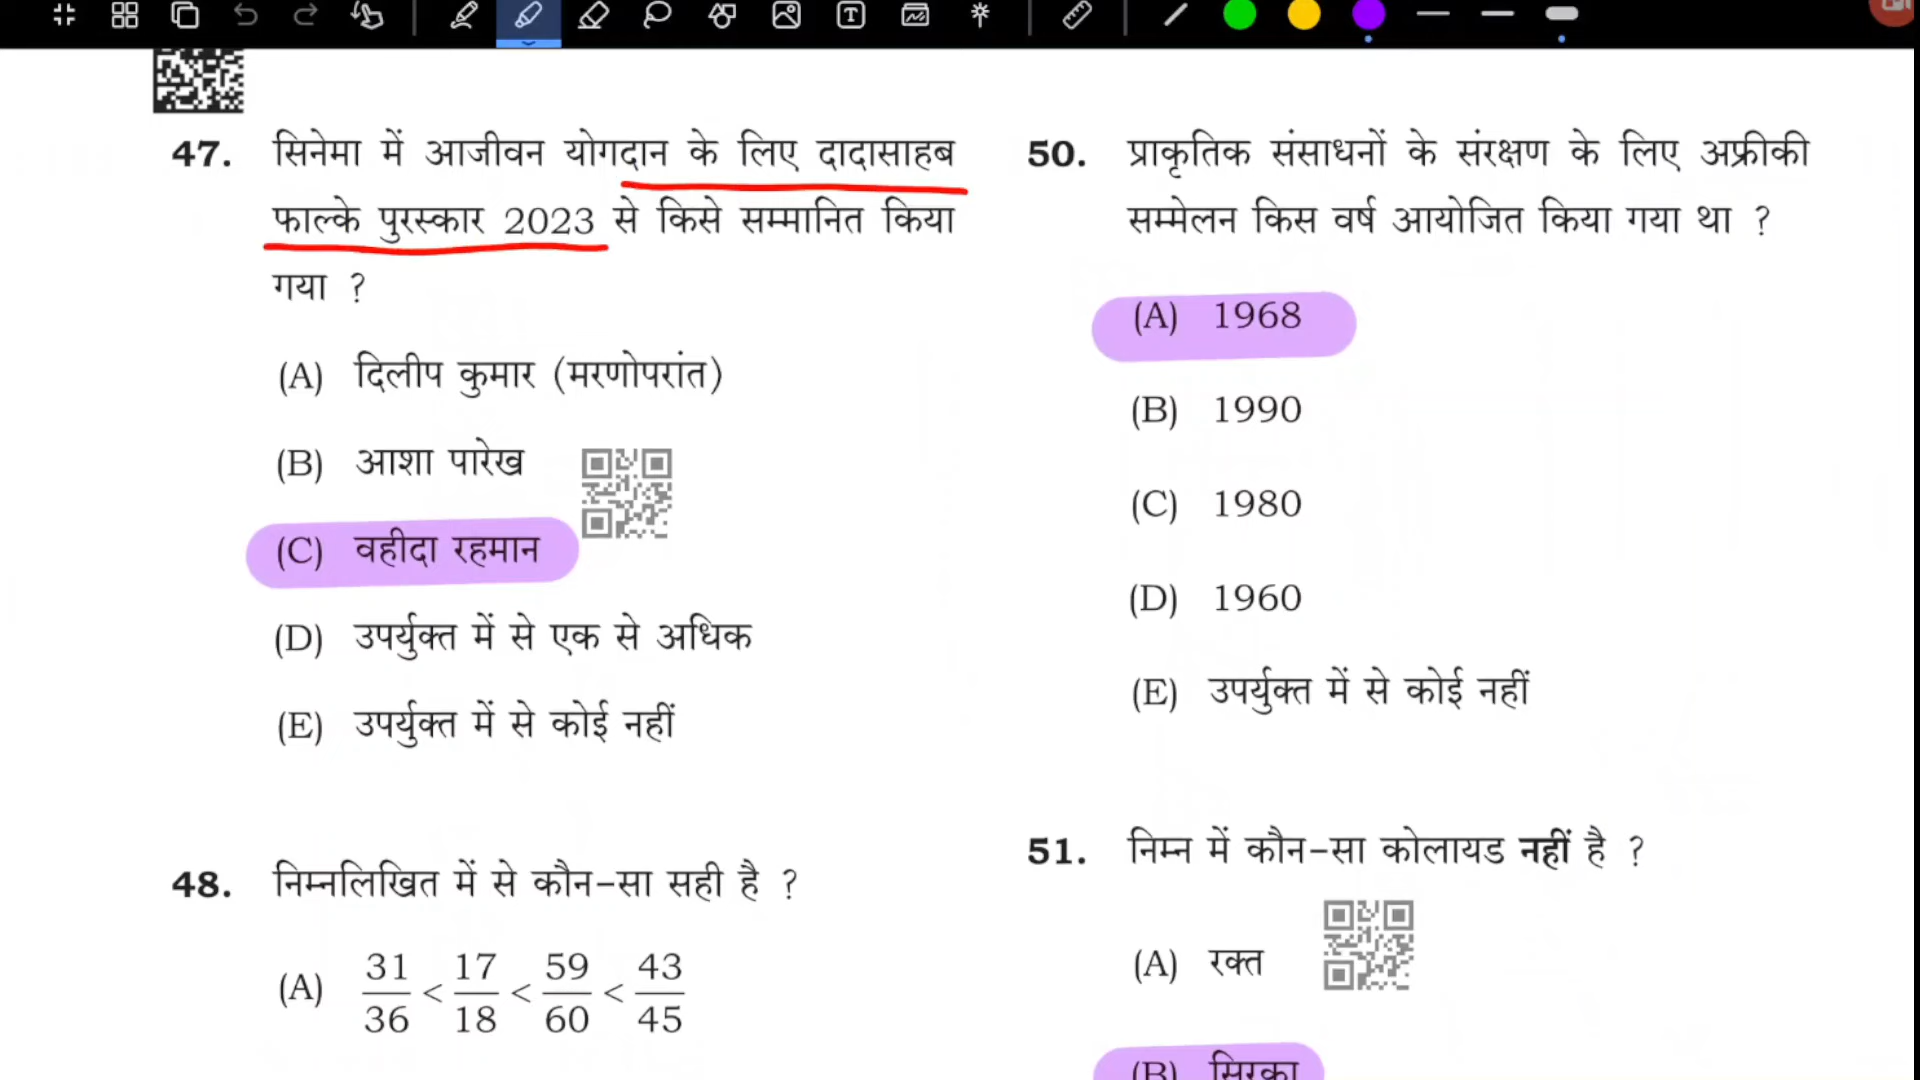 47. सिनेमा में आजीवन योगदान के लिए दादासाहब
फाल्के पुरस्कार 2023 से किसे सम्मानित किया
गया ?
(A) दिलीप कुमार (मरणोपरांत)
(B) आशा पारेख
(C) वहीदा रहमान
(D) उपर्युक्त में से एक से अधिक
(E) उपर्युक्त में से कोई नहीं
48. निम्नलिखित में से कौन-सा सही है ?
(A) 31/36 < 17/18 < 59/60 < 43/45
50. प्राकृतिक संसाधनों के संरक्षण के लिए अफ्रीकी
सम्मेलन किस वर्ष आयोजित किया गया था ?
(A) 1968
(B) 1990
(C) 1980
(D) 1960
(E) उपर्युक्त में से कोई नहीं
51. निम्न में कौन-सा कोलायड नहीं है ?
(A) रक्त
(B) सिरका